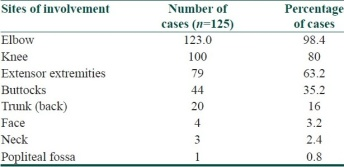 Sites of involvement Number of Percentage
cases (n=125) of cases
Elbow 123.0 98.4
Knee 100 80
Extensor extremities 79 63.2
Buttocks 44 35.2
Trunk (back) 20 16
Face 4 3.2
Neck 3 2.4
Popliteal fossa 1 0.8